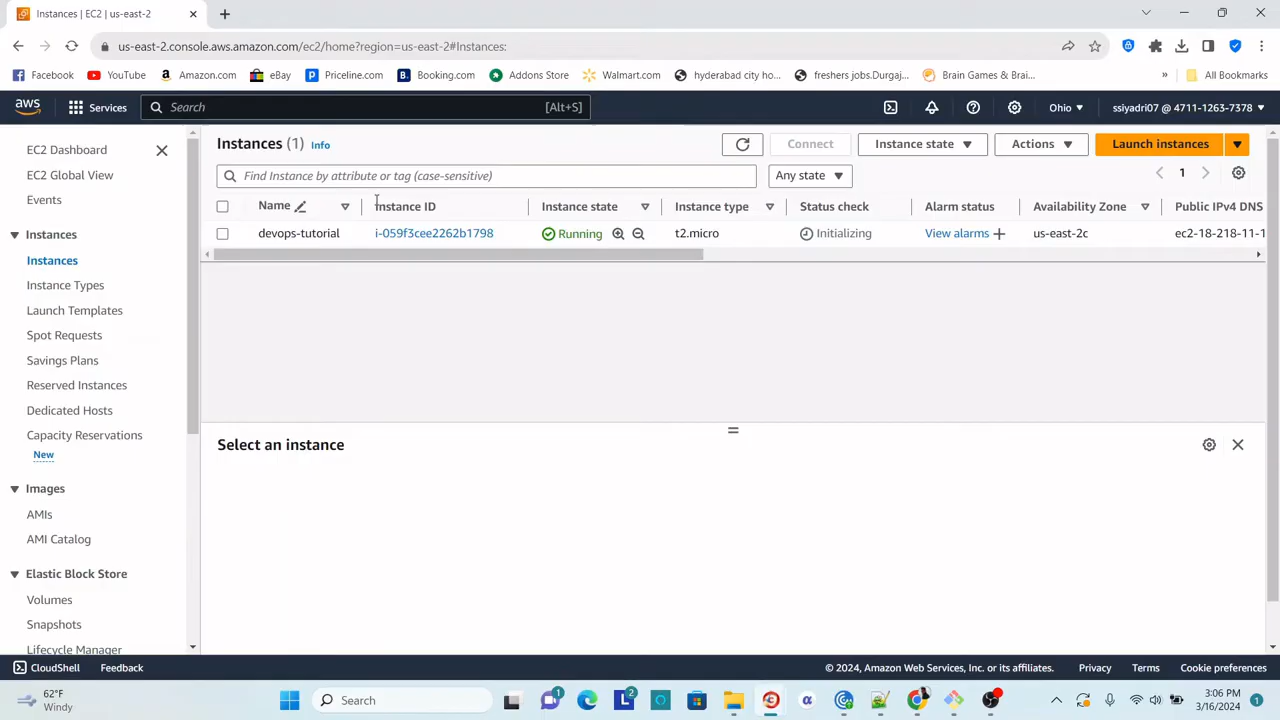 Instances | EC2 | us-east-2
us-east-2.console.aws.amazon.com/ec2/home?region=us-east-2#Instances:
Facebook YouTube Amazon.com eBay Priceline.com Booking.com Addons Store Walmart.com hyderabad city ho... freshers jobs.Durgaj... Brain Games & Brai... » All Bookmarks
aws Services Search [Alt+S] Ohio ssiyadri07 @ 4711-1263-7378
EC2 Dashboard
EC2 Global View
Events
Instances
Instances
Instance Types
Launch Templates
Spot Requests
Savings Plans
Reserved Instances
Dedicated Hosts
Capacity Reservations
New
Images
AMIs
AMI Catalog
Elastic Block Store
Volumes
Snapshots
Lifecycle Manager
Instances (1) Info Connect Instance state Actions Launch instances
Find Instance by attribute or tag (case-sensitive) Any state 1
Name Instance ID Instance state Instance type Status check Alarm status Availability Zone Public IPv4 DNS
devops-tutorial i-059f3cee2262b1798 Running t2.micro Initializing View alarms us-east-2c ec2-18-218-11-1
Select an instance
CloudShell Feedback © 2024, Amazon Web Services, Inc. or its affiliates. Privacy Terms Cookie preferences
62°F
Windy
Search
1
2
3:06 PM
3/16/2024
1